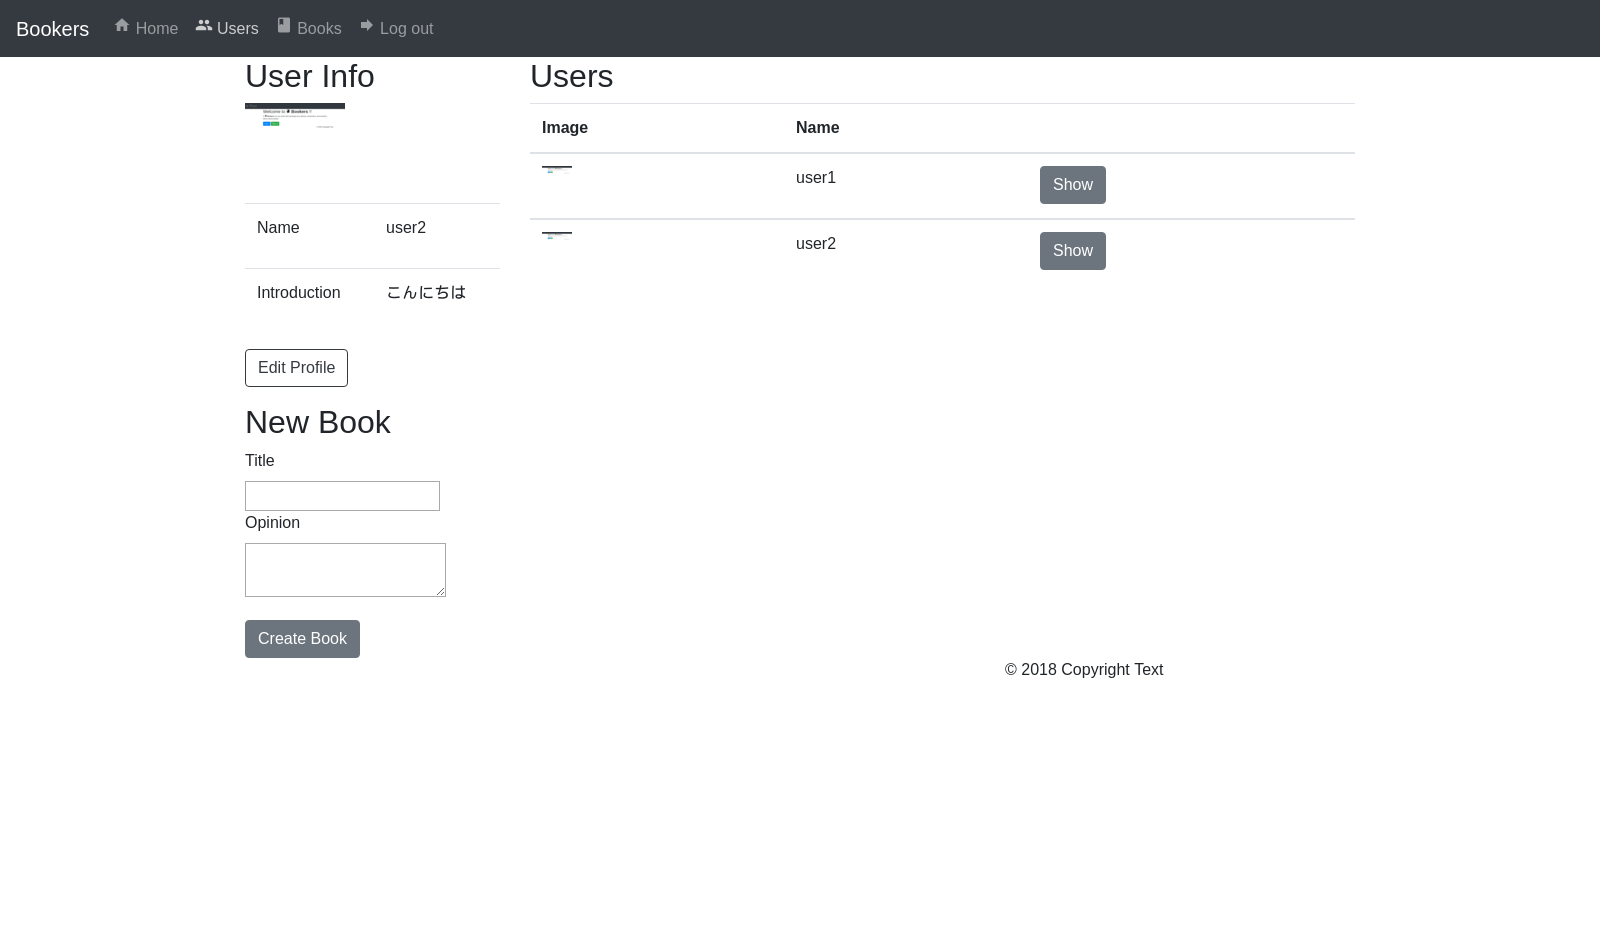 Bookers Home Users Books Log out
User Info
Name user2
Introduction こんにちは
Edit Profile
New Book
Title
Opinion
Create Book
Users
Image Name
user1 Show
user2 Show
© 2018 Copyright Text